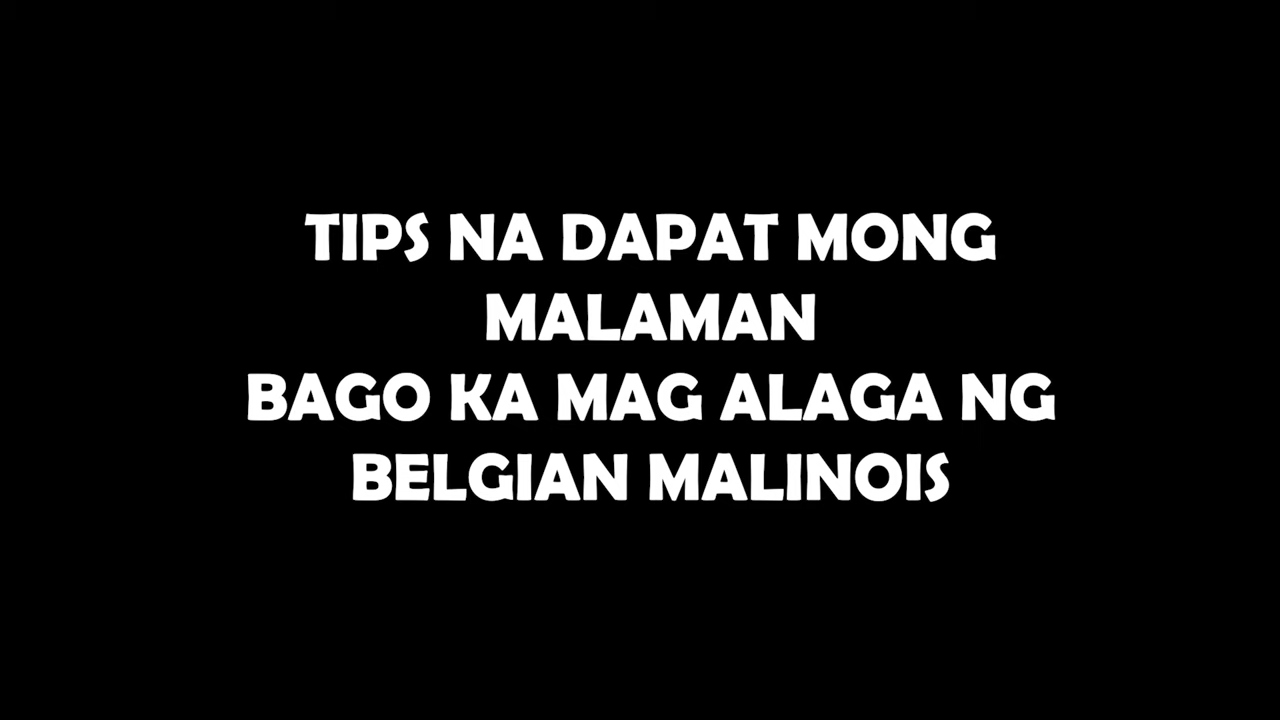 TIPS NA DAPAT MONG
MALAMAN
BAGO KA MAG ALAGA NG
BELGIAN MALINOIS